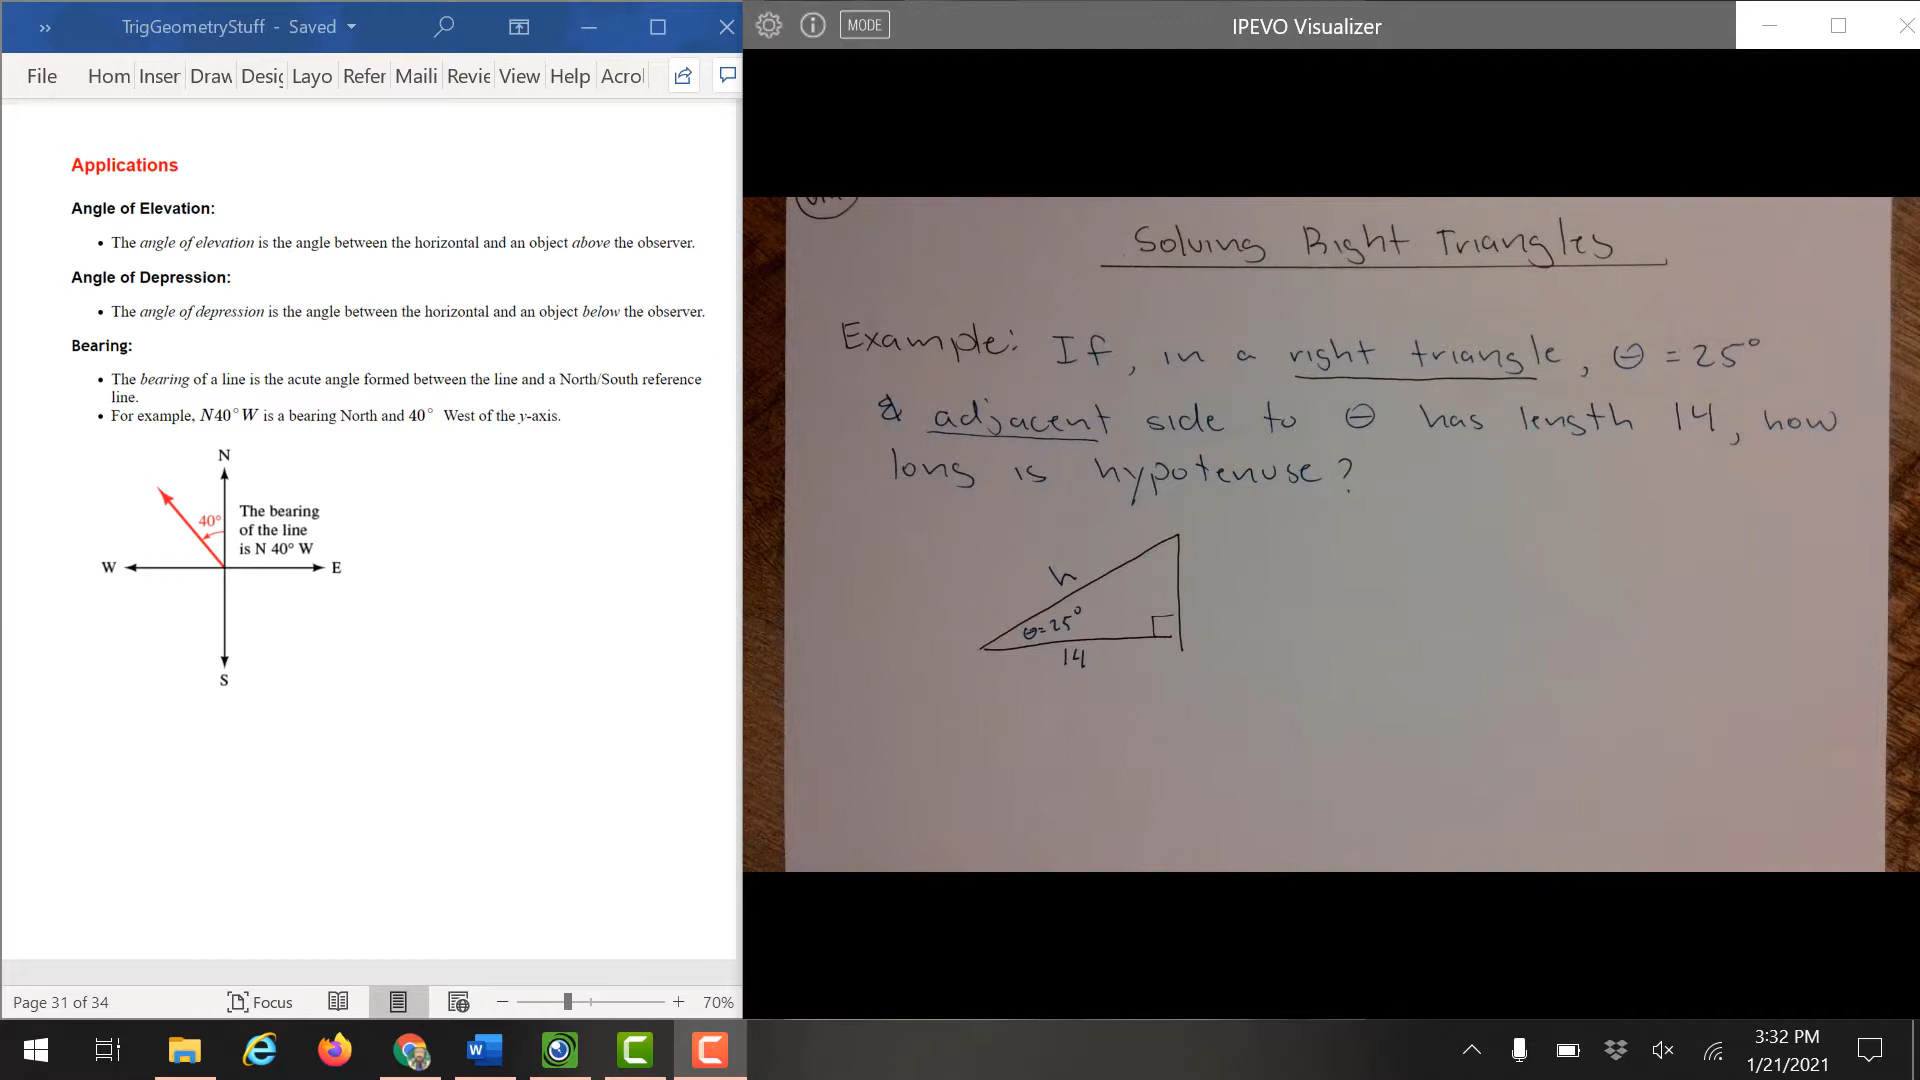 TrigGeometryStuff - Saved
MODE
IPEVO Visualizer
File Hom Inser Draw Desig Layo Refer Maili Revie View Help Acrol
Applications
Angle of Elevation:
• The angle of elevation is the angle between the horizontal and an object above the observer.
Angle of Depression:
• The angle of depression is the angle between the horizontal and an object below the observer.
Bearing:
• The bearing of a line is the acute angle formed between the line and a North/South reference
line.
• For example, N40°W is a bearing North and 40° West of the y-axis.
N
40°
The bearing
of the line
is N 40° W
W
E
S
Solving Right Triangles
Example: If, in a right triangle, θ = 25°
& adjacent side to θ has length 14, how
long is hypotenuse?
h
θ=25°
14
Page 31 of 34
Focus
70%
3:32 PM
1/21/2021